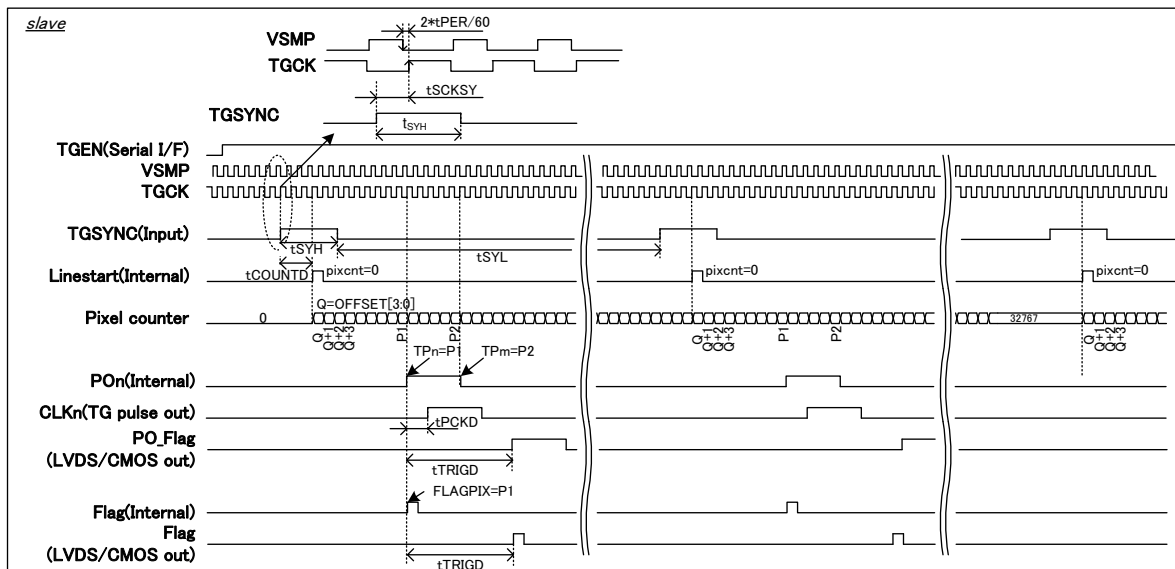 slave
2*tPER/60
VSMP
TGCK
tSCKSY
TGSYNC
tSYH
TGEN(Serial I/F)
VSMP
TGCK
TGSYNC(Input)
tSYH
tSYL
Linestart(Internal)
tCOUNTD
pixcnt=0
pixcnt=0
pixcnt=0
Q=OFFSET[3:0]
Pixel counter
0
32767
Q
Q+1
Q+2
Q+3
P1
P2
Q
Q+1
Q+2
Q+3
P1
P2
Q
Q+1
Q+2
Q+3
TPn=P1
TPm=P2
POn(Internal)
CLKn(TG pulse out)
tPCKD
PO_Flag
(LVDS/CMOS out)
tTRIGD
FLAGPIX=P1
Flag(Internal)
Flag
(LVDS/CMOS out)
tTRIGD